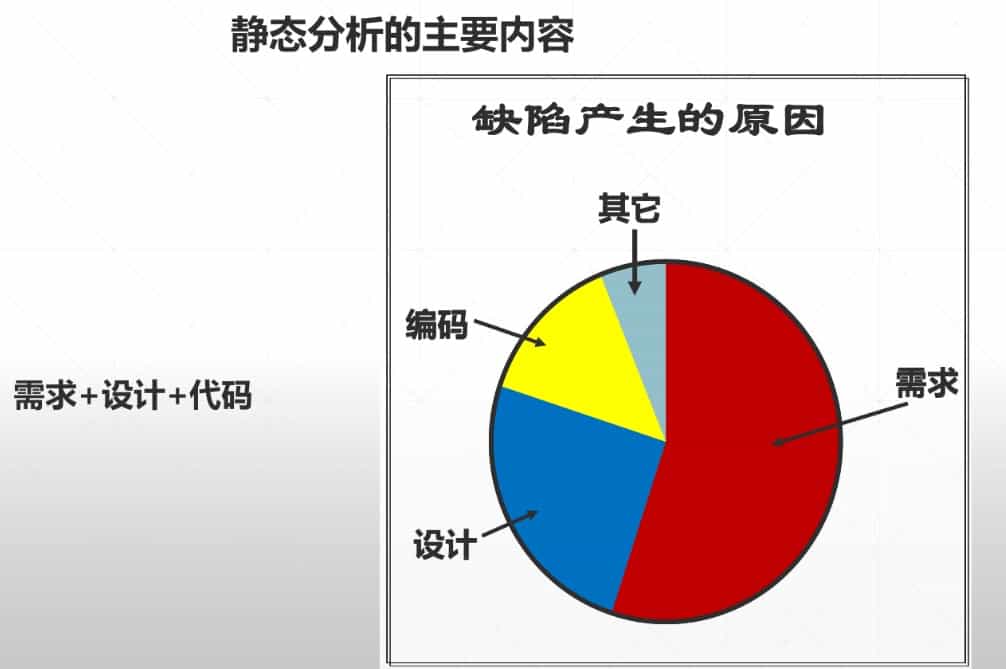 静态分析的主要内容
缺陷产生的原因
其它
编码
需求
需求+设计+代码
设计